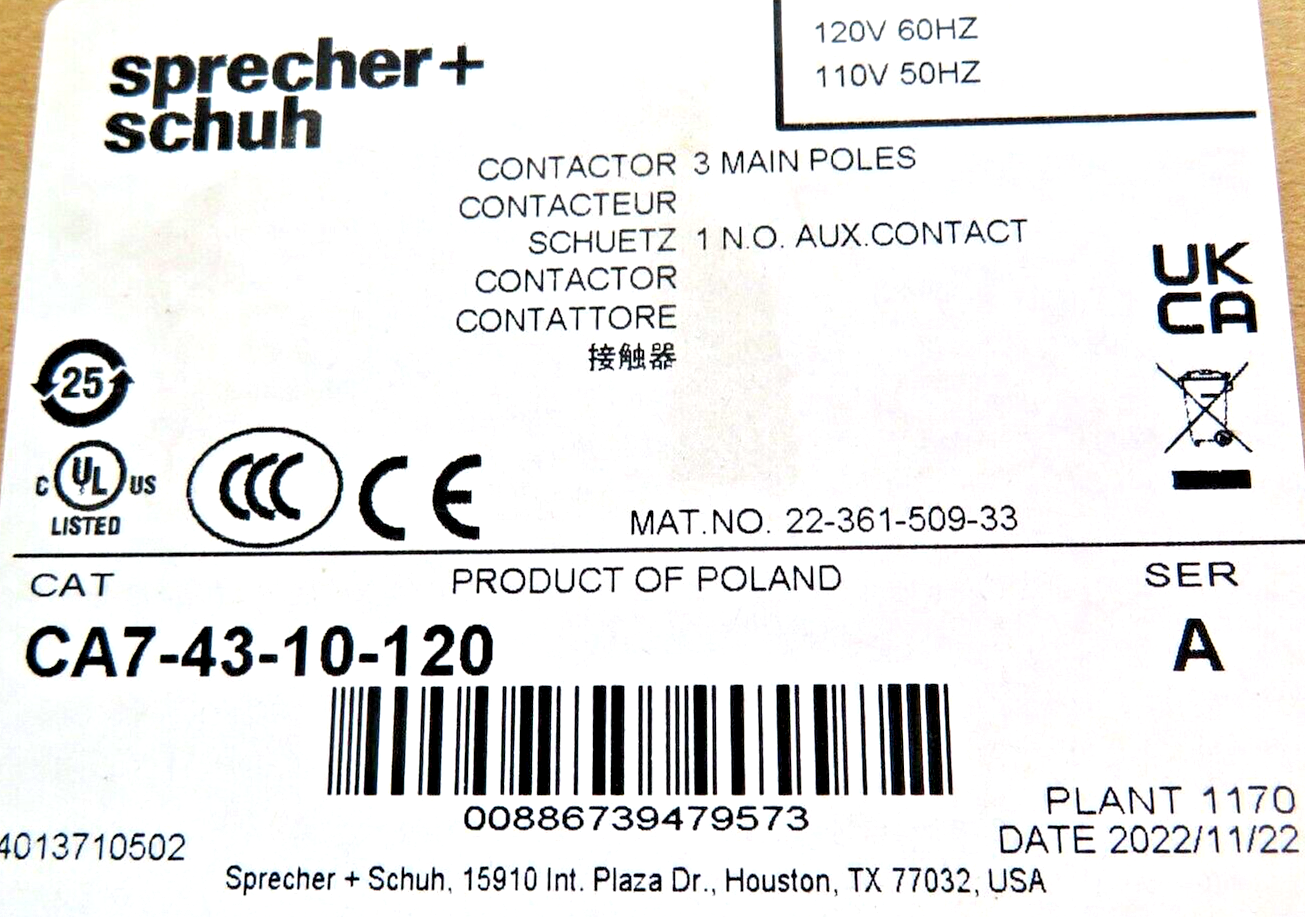 sprecher+
schuh
120V 60HZ
110V 50HZ
CONTACTOR 3 MAIN POLES
CONTACTEUR
SCHUETZ 1 N.O. AUX.CONTACT
CONTACTOR
CONTATTORE
接触器
UK
CA
25
C UL US
LISTED
CCC
CE
MAT.NO. 22-361-509-33
CAT
PRODUCT OF POLAND
SER
CA7-43-10-120
A
00886739479573
PLANT 1170
4013710502
DATE 2022/11/22
Sprecher + Schuh, 15910 Int. Plaza Dr., Houston, TX 77032, USA